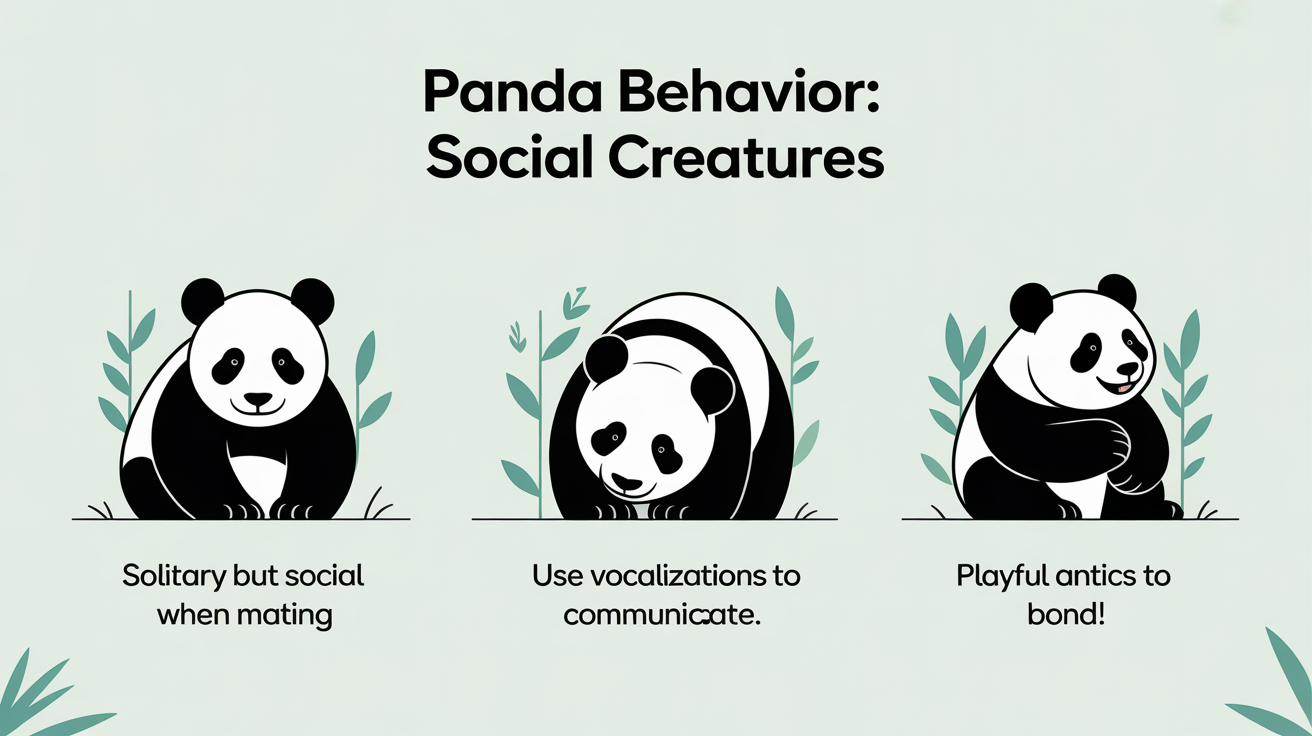 Panda Behavior:
Social Creatures
Solitary but social
when mating
Use vocalizations to
communicate.
Playful antics to
bond!